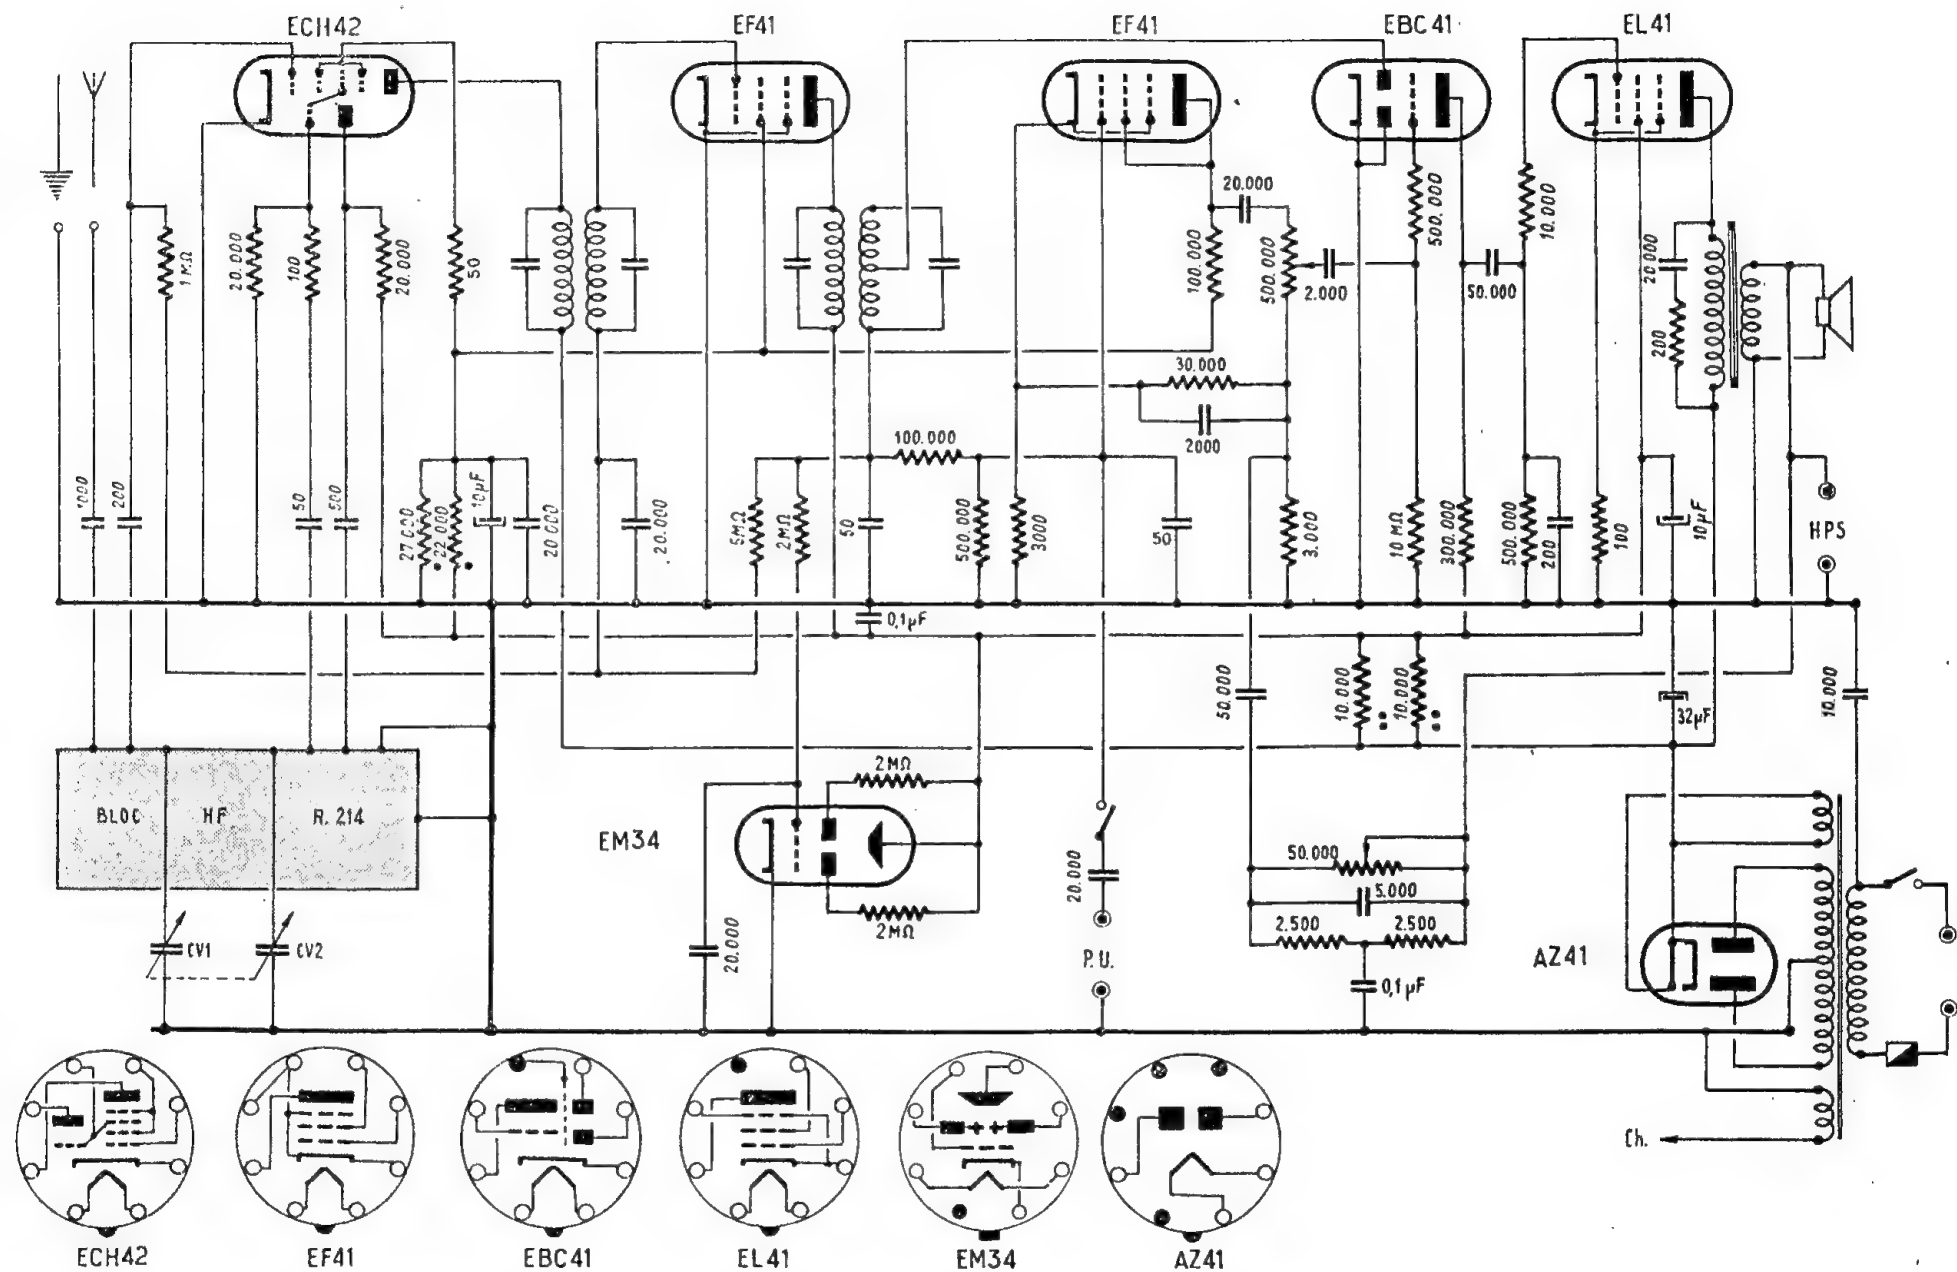 ECH42
EF41
EF41
EBC41
EL41
1MΩ
20.000
100
20.000
50
20.000
100.000
500.000
2.000
500.000
50.000
10.000
20.000
200
30.000
2000
100.000
1000
200
50
500
27.000
22.000
10µF
20.000
20.000
5MΩ
2MΩ
50
500.000
3000
50
3.000
10MΩ
300.000
500.000
200
100
10µF
HPS
0,1µF
50.000
10.000
10.000
32µF
10.000
BLOC
HF
R.214
CV1
CV2
EM34
2MΩ
2MΩ
20.000
20.000
P.U.
50.000
5.000
2.500
2.500
0,1µF
AZ41
Ch.
ECH42
EF41
EBC41
EL41
EM34
AZ41